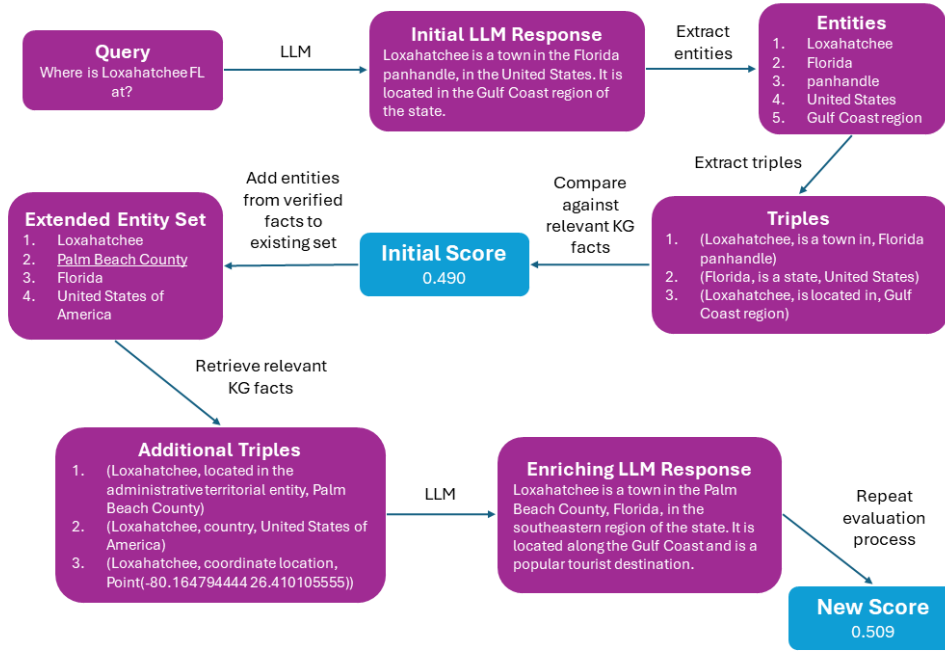 Query
Where is Loxahatchee FL
at?
LLM
Initial LLM Response
Loxahatchee is a town in the Florida
panhandle, in the United States. It is
located in the Gulf Coast region of
the state.
Extract
entities
Entities
1. Loxahatchee
2. Florida
3. panhandle
4. United States
5. Gulf Coast region
Extract triples
Triples
1. (Loxahatchee, is a town in, Florida
panhandle)
2. (Florida, is a state, United States)
3. (Loxahatchee, is located in, Gulf
Coast region)
Compare
against
relevant KG
facts
Initial Score
0.490
Add entities
from verified
facts to
existing set
Extended Entity Set
1. Loxahatchee
2. Palm Beach County
3. Florida
4. United States of
America
Retrieve relevant
KG facts
Additional Triples
1. (Loxahatchee, located in the
administrative territorial entity, Palm
Beach County)
2. (Loxahatchee, country, United States of
America)
3. (Loxahatchee, coordinate location,
Point(-80.164794444 26.410105555))
LLM
Enriching LLM Response
Loxahatchee is a town in the Palm
Beach County, Florida, in the
southeastern region of the state. It is
located along the Gulf Coast and is a
popular tourist destination.
Repeat
evaluation
process
New Score
0.509